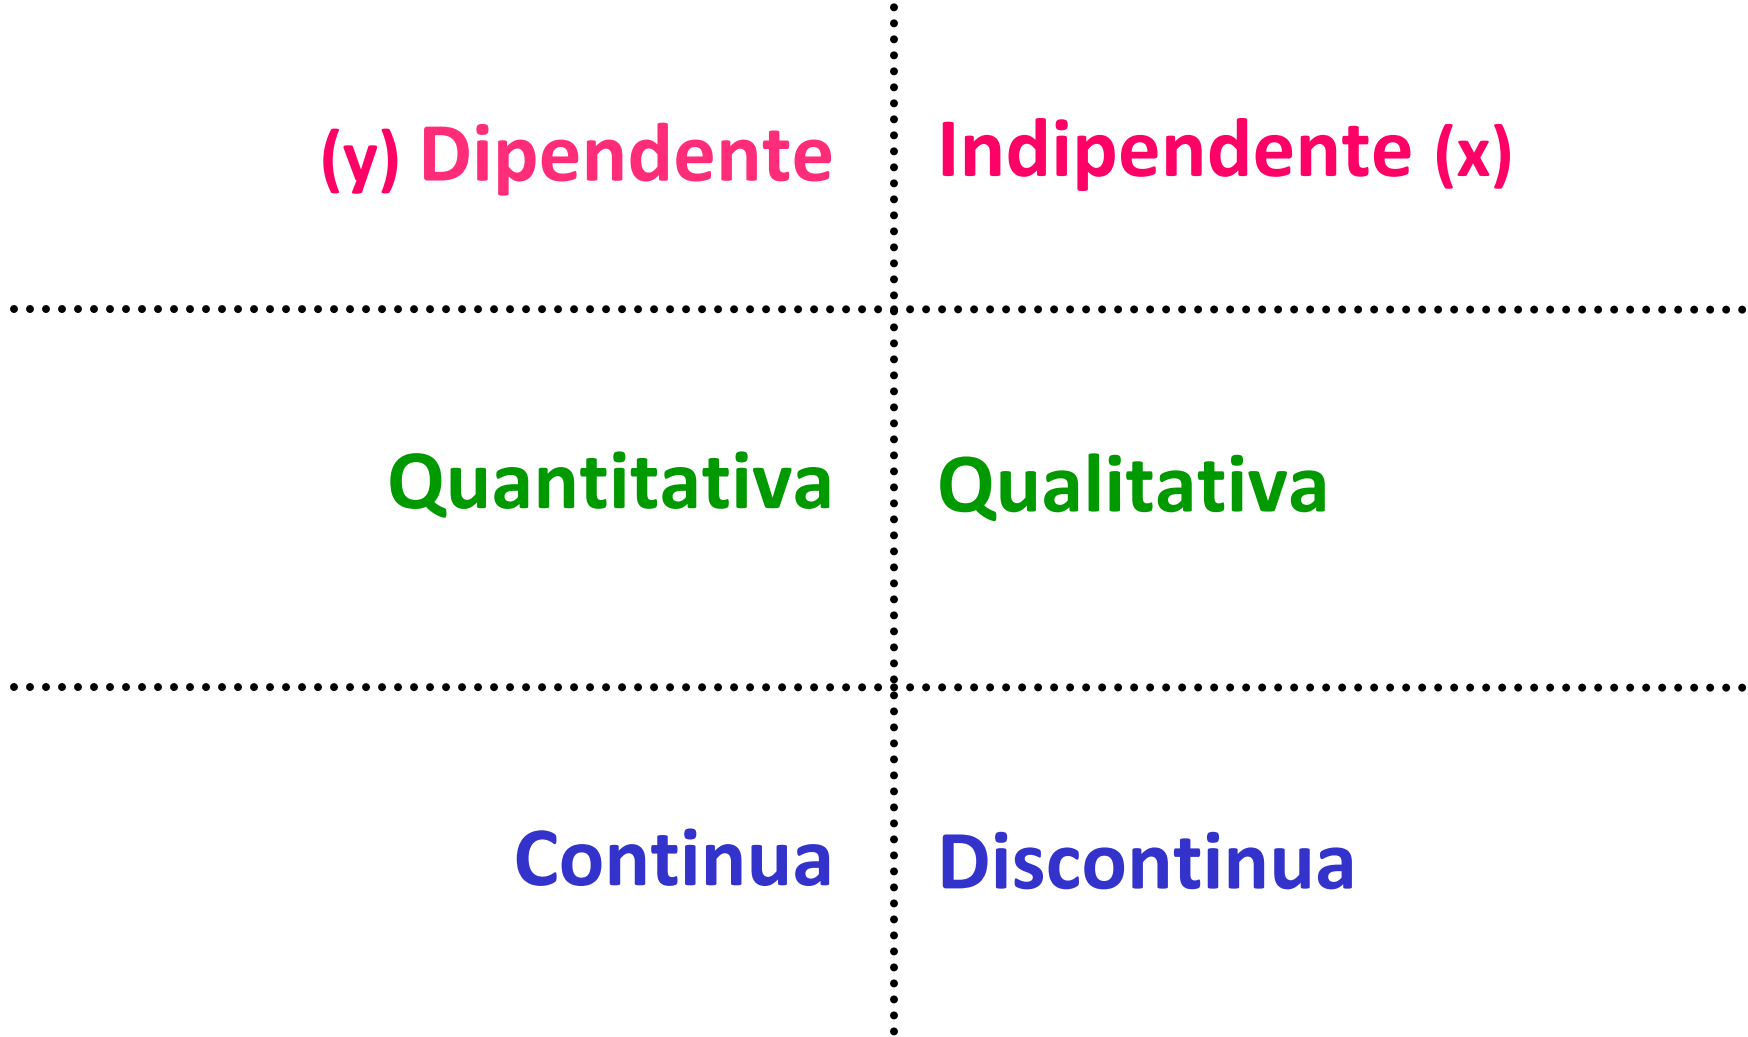 (y) Dipendente
Indipendente (x)
Quantitativa
Qualitativa
Continua
Discontinua